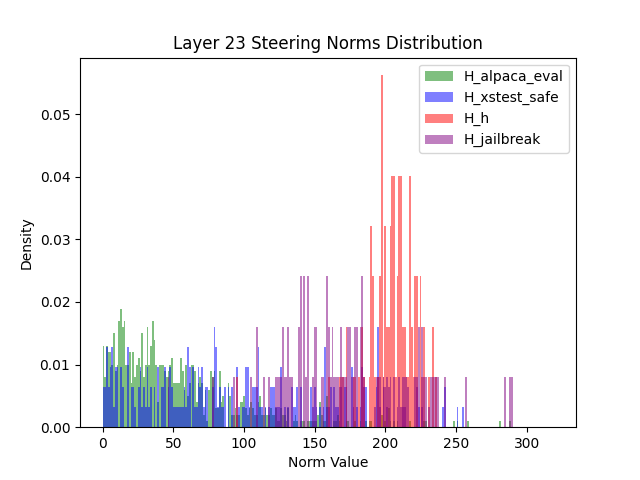 Layer 23 Steering Norms Distribution
H_alpaca_eval
H_xstest_safe
H_h
H_jailbreak
Density
0.05
0.04
0.03
0.02
0.01
0.00
0 50 100 150 200 250 300
Norm Value